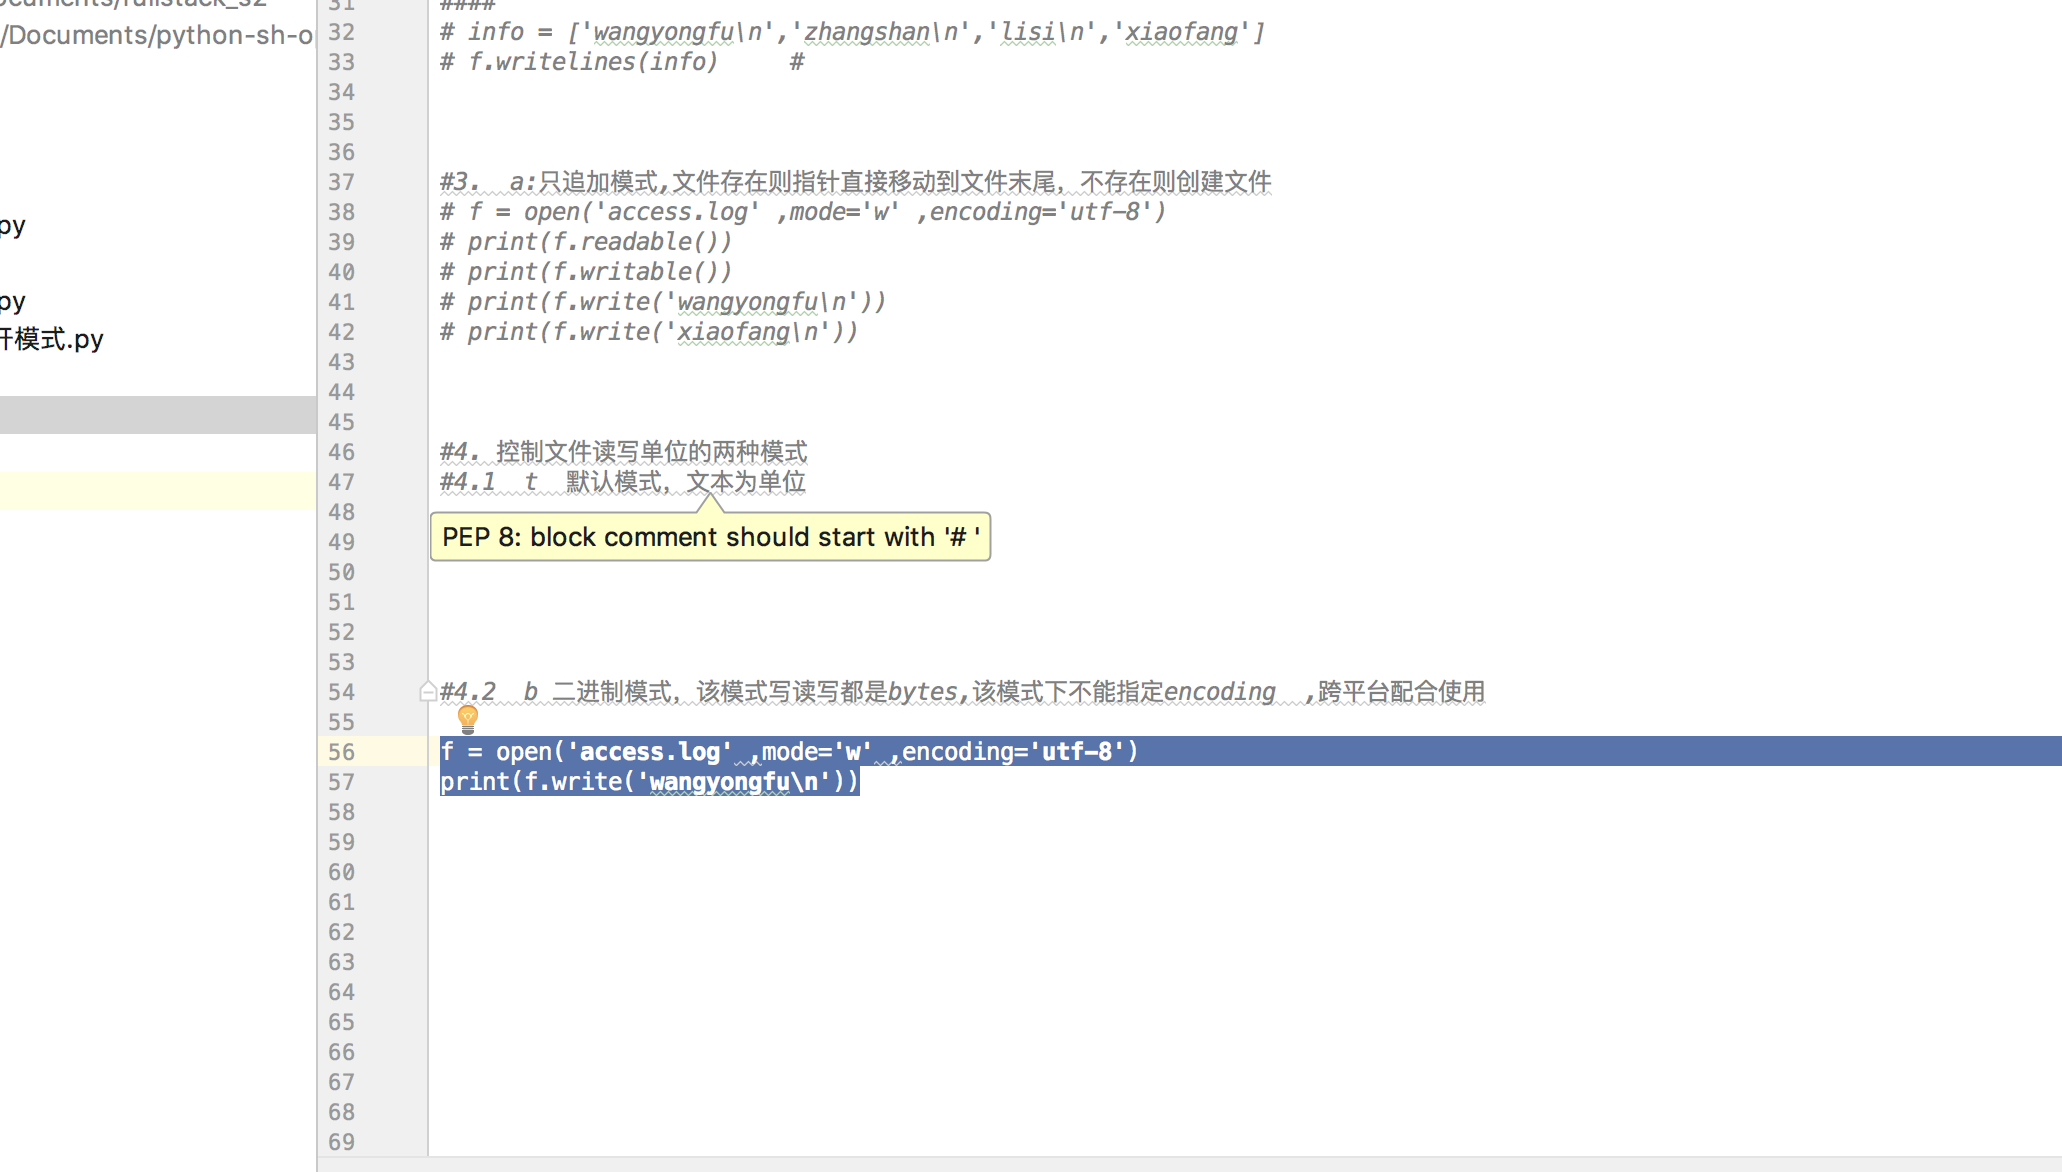 /Documents/python-sh-o
py
py
模式.py
31 ####
32 # info = ['wangyongfu\n','zhangshan\n','lisi\n','xiaofang']
33 # f.writelines(info)     #
34
35
36
37 #3.  a:只追加模式,文件存在则指针直接移动到文件末尾，不存在则创建文件
38 # f = open('access.log' ,mode='w' ,encoding='utf-8')
39 # print(f.readable())
40 # print(f.writable())
41 # print(f.write('wangyongfu\n'))
42 # print(f.write('xiaofang\n'))
43
44
45
46 #4. 控制文件读写单位的两种模式
47 #4.1  t  默认模式，文本为单位
48
PEP 8: block comment should start with '# '
49
50
51
52
53
54 #4.2  b 二进制模式，该模式写读写都是bytes,该模式下不能指定encoding  ,跨平台配合使用
55
56 f = open('access.log' ,mode='w' ,encoding='utf-8')
57 print(f.write('wangyongfu\n'))
58
59
60
61
62
63
64
65
66
67
68
69